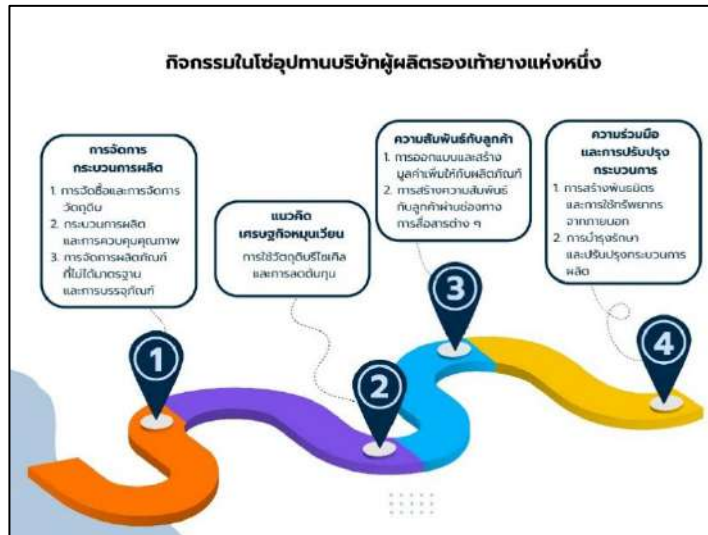 กิจกรรมในโซ่อุปทานบริษัทผู้ผลิตรองเท้ายางแห่งหนึ่ง
การจัดการ
กระบวนการผลิต
1. การจัดซื้อและการจัดการ
วัตถุดิบ
2. กระบวนการผลิต
และการควบคุมคุณภาพ
3. การจัดการผลิตภัณฑ์
ที่ไม่ได้มาตรฐาน
และการบรรจุภัณฑ์
1
แนวคิด
เศรษฐกิจหมุนเวียน
การใช้วัตถุดิบรีไซเคิล
และการลดต้นทุน
2
ความสัมพันธ์กับลูกค้า
1. การออกแบบและสร้าง
มูลค่าเพิ่มให้กับผลิตภัณฑ์
2. การสร้างความสัมพันธ์
กับลูกค้าผ่านช่องทาง
การสื่อสารต่าง ๆ
3
ความร่วมมือ
และการปรับปรุง
กระบวนการ
1. การสร้างพันธมิตร
และการใช้ทรัพยากร
จากภายนอก
2. การบำรุงรักษา
และปรับปรุงกระบวนการ
ผลิต
4